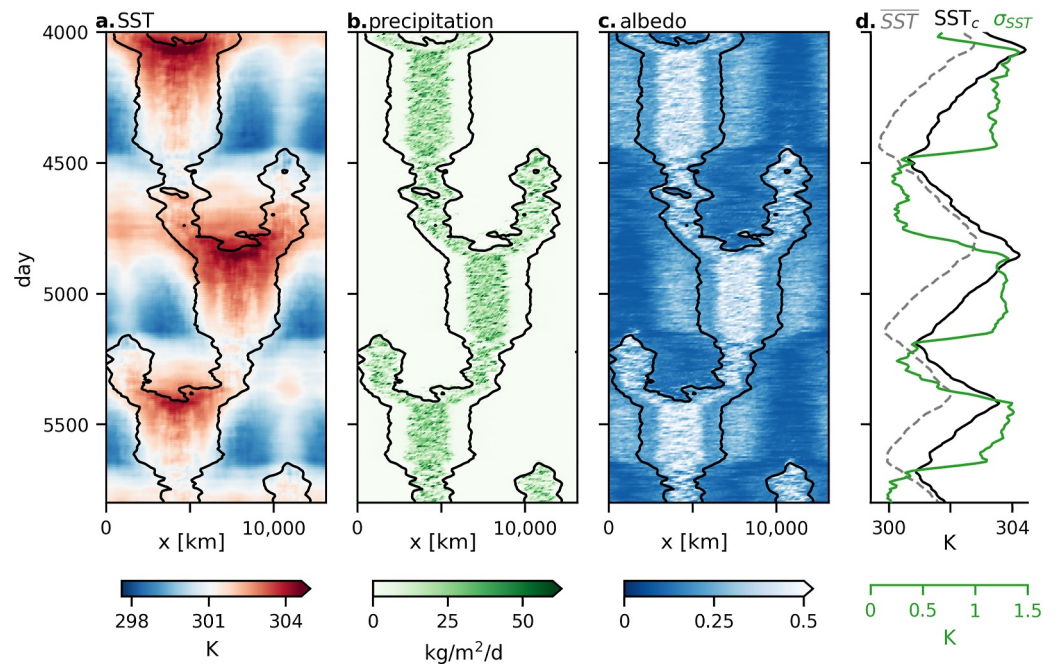 a. SST
b. precipitation
c. albedo
d. SST SST_c σ_SST
4000
4500
5000
5500
day
0 10,000
x [km]
0 10,000
x [km]
0 10,000
x [km]
300 304
K
298 301 304
K
0 25 50
kg/m²/d
0 0.25 0.5
0 0.5 1 1.5
K